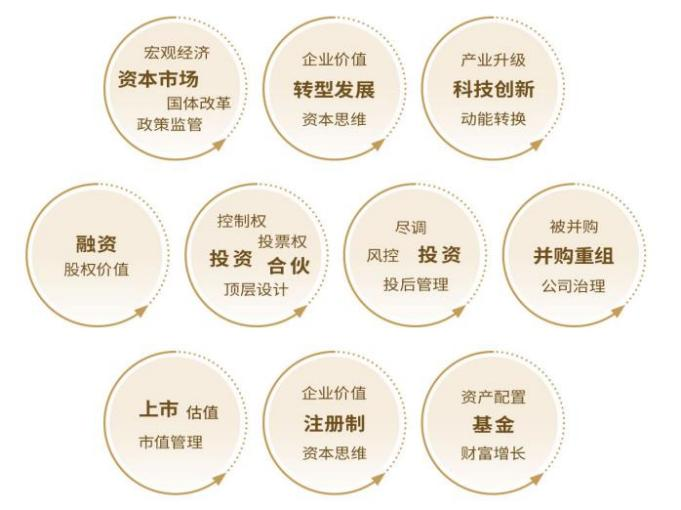 宏观经济
资本市场
国体改革
政策监管
企业价值
转型发展
资本思维
产业升级
科技创新
动能转换
融资
股权价值
控制权
投票权
投资 合伙
顶层设计
尽调
风控 投资
投后管理
被并购
并购重组
公司治理
上市 估值
市值管理
企业价值
注册制
资本思维
资产配置
基金
财富增长